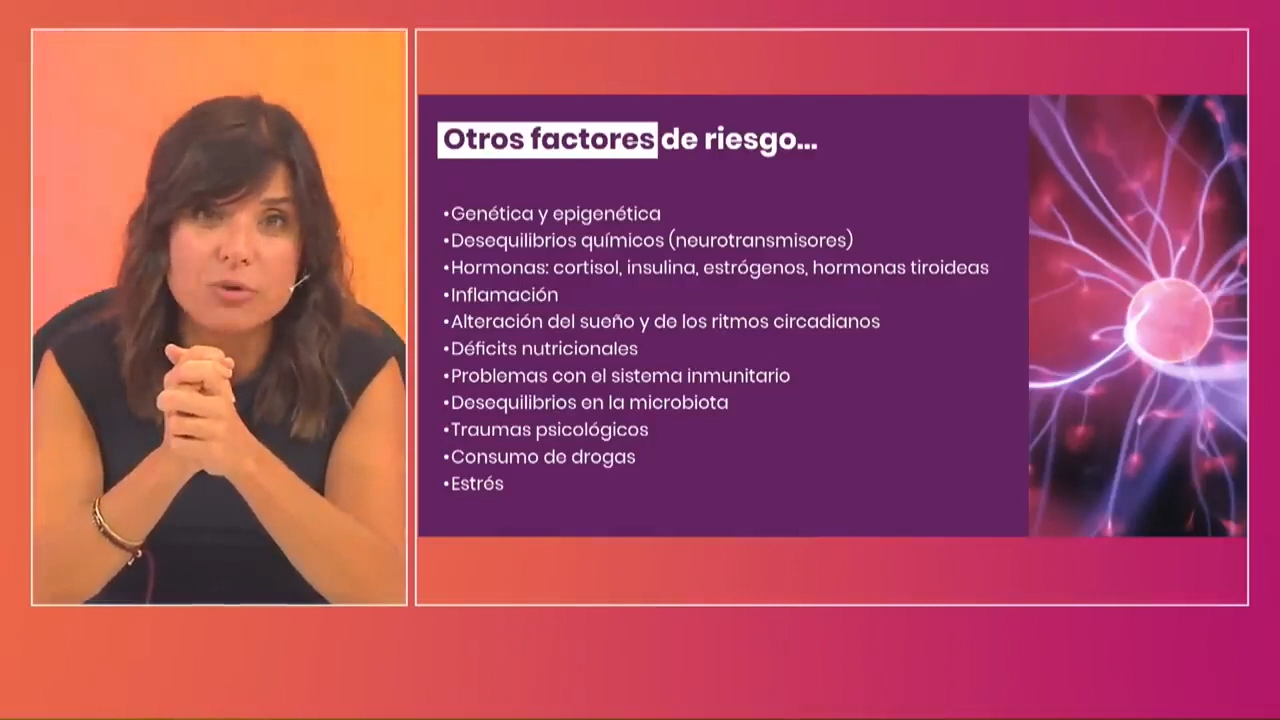 Otros factores de riesgo...
•Genética y epigenética
•Desequilibrios químicos (neurotransmisores)
•Hormonas: cortisol, insulina, estrógenos, hormonas tiroideas
•Inflamación
•Alteración del sueño y de los ritmos circadianos
•Déficits nutricionales
•Problemas con el sistema inmunitario
•Desequilibrios en la microbiota
•Traumas psicológicos
•Consumo de drogas
•Estrés